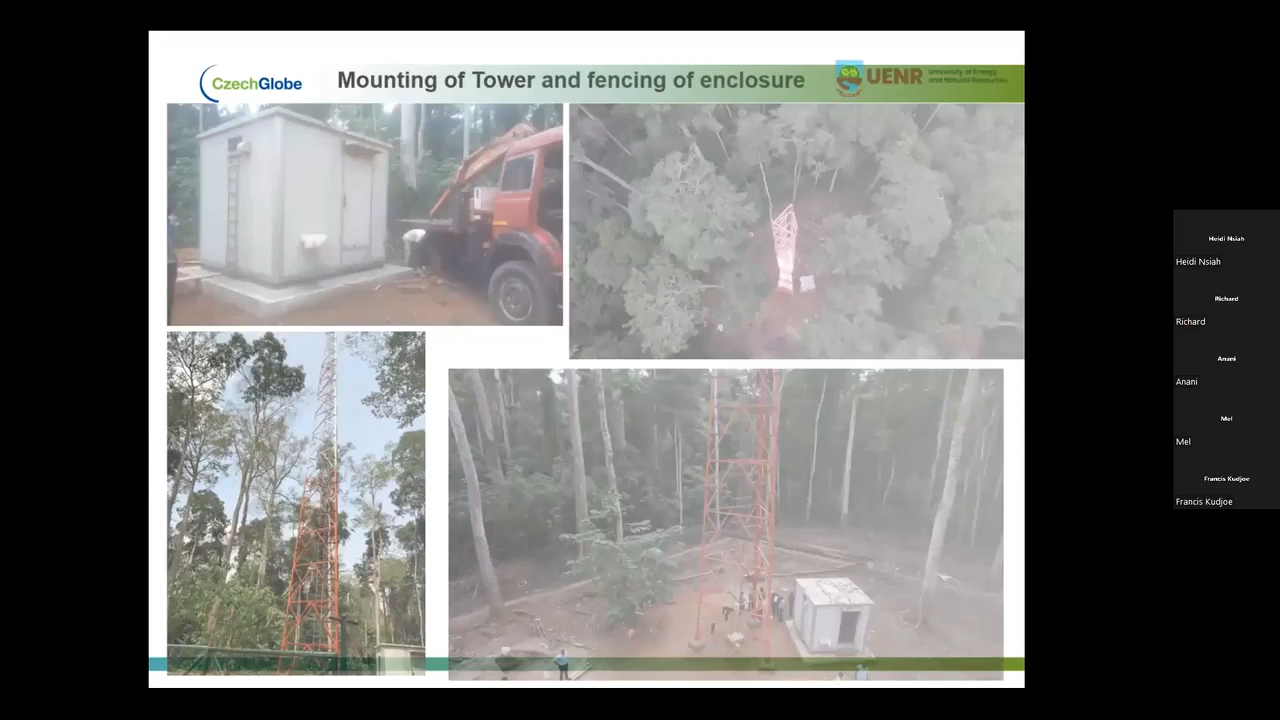 CzechGlobe
Mounting of Tower and fencing of enclosure
UENR
University of Energy
and Natural Resources
Heidi Nsiah
Heidi Nsiah
Richard
Richard
Anani
Anani
Mel
Mel
Francis Kudjoe
Francis Kudjoe